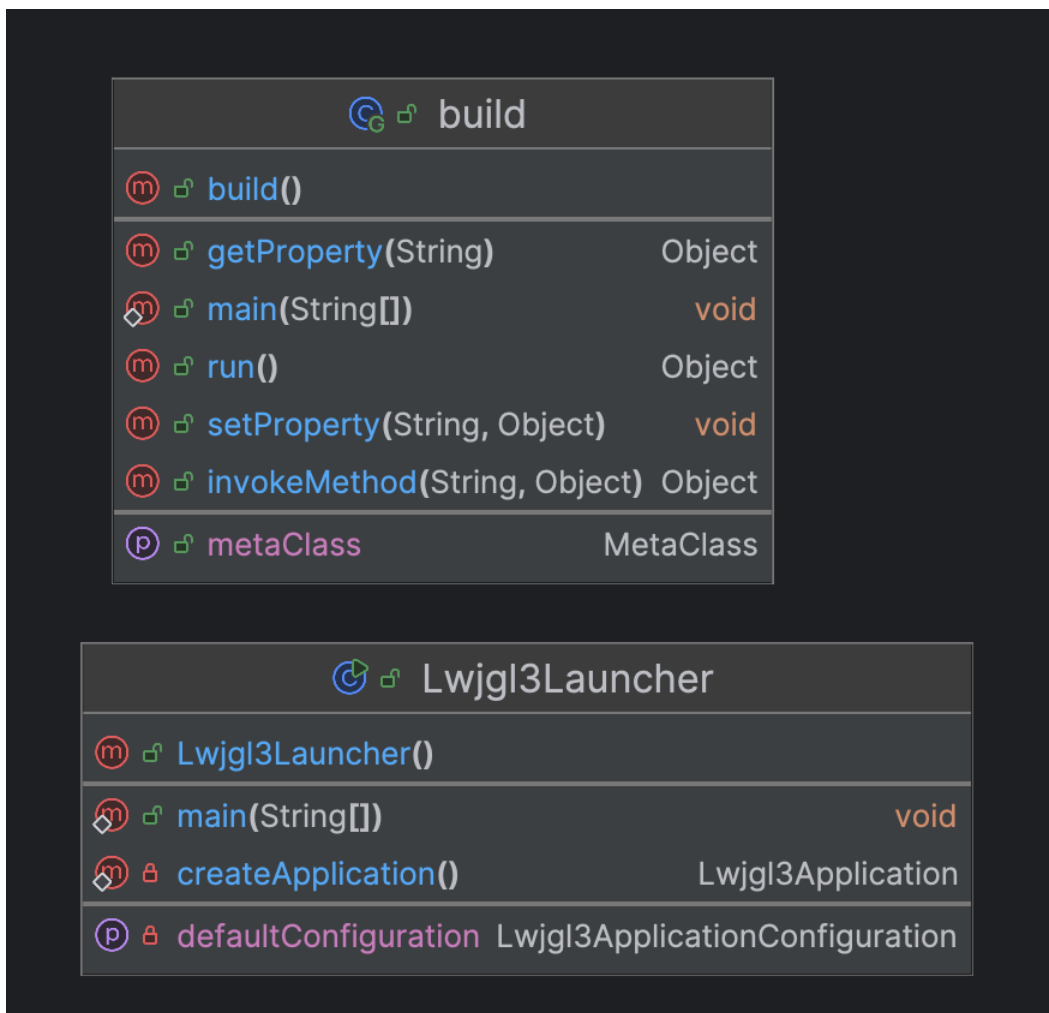 build
build()
getProperty(String) Object
main(String[]) void
run() Object
setProperty(String, Object) void
invokeMethod(String, Object) Object
metaClass MetaClass
Lwjgl3Launcher
Lwjgl3Launcher()
main(String[]) void
createApplication() Lwjgl3Application
defaultConfiguration Lwjgl3ApplicationConfiguration